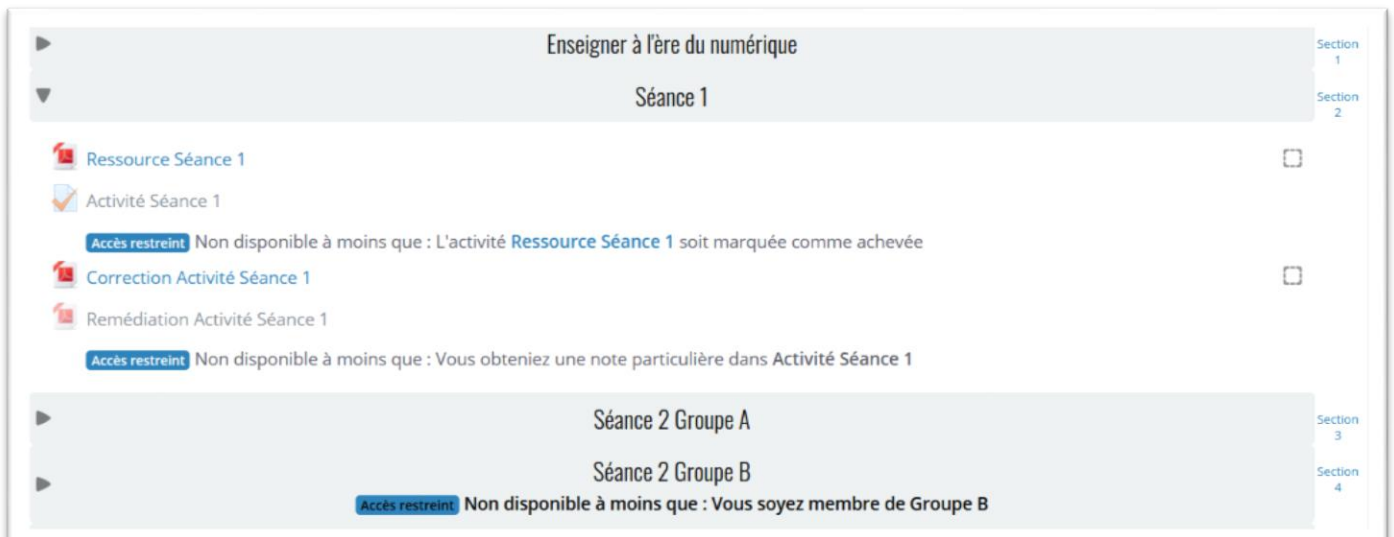 Enseigner à l'ère du numérique
Section
1
Séance 1
Section
2
Ressource Séance 1
Activité Séance 1
Accès restreint Non disponible à moins que : L'activité Ressource Séance 1 soit marquée comme achevée
Correction Activité Séance 1
Remédiation Activité Séance 1
Accès restreint Non disponible à moins que : Vous obteniez une note particulière dans Activité Séance 1
Séance 2 Groupe A
Section
3
Séance 2 Groupe B
Section
4
Accès restreint Non disponible à moins que : Vous soyez membre de Groupe B